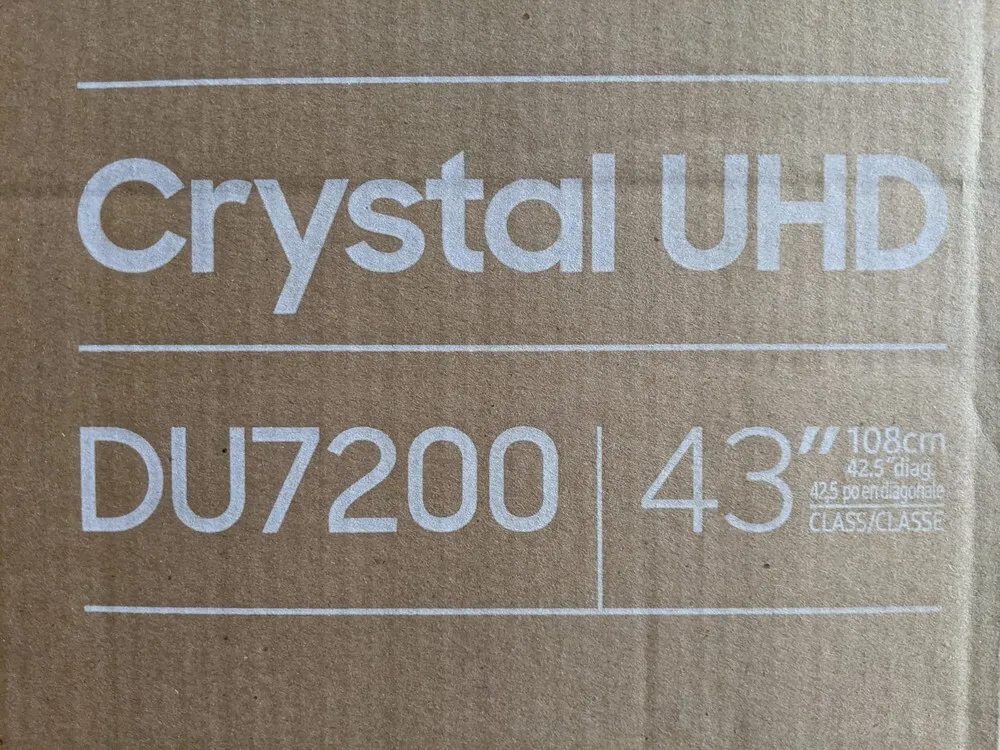 Crystal UHD
DU7200
43″
108cm
42.5″diag.
42,5 po en diagonale
CLASS/CLASSE